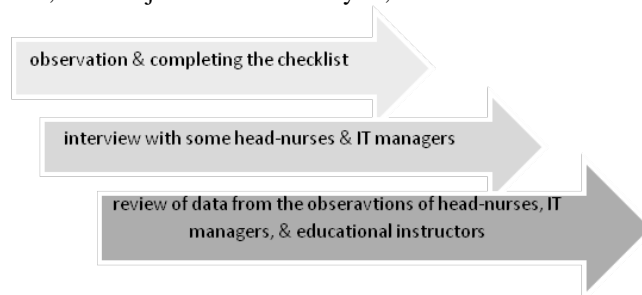 observation & completing the checklist
interview with some head-nurses & IT managers
review of data from the obseravtions of head-nurses, IT
managers, & educational instructors